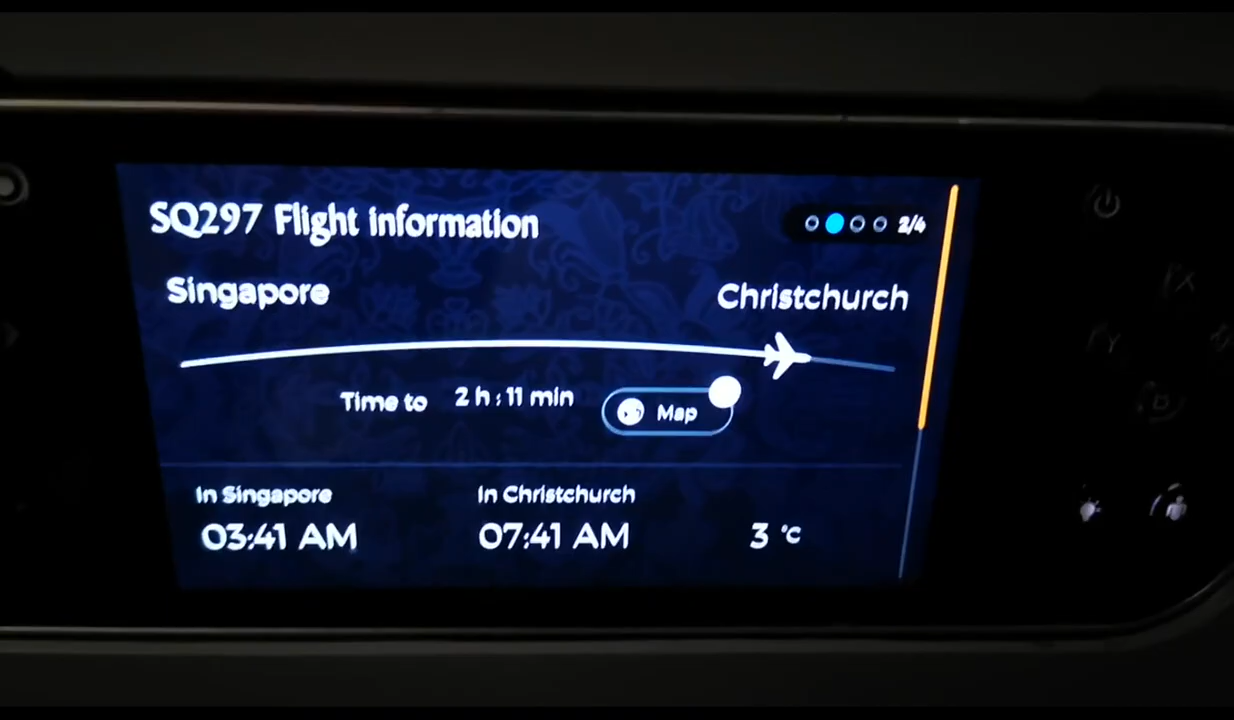 SQ297 Flight information
2/4
Singapore
Christchurch
Time to 2 h : 11 min
Map
In Singapore
In Christchurch
03:41 AM
07:41 AM
3 °C